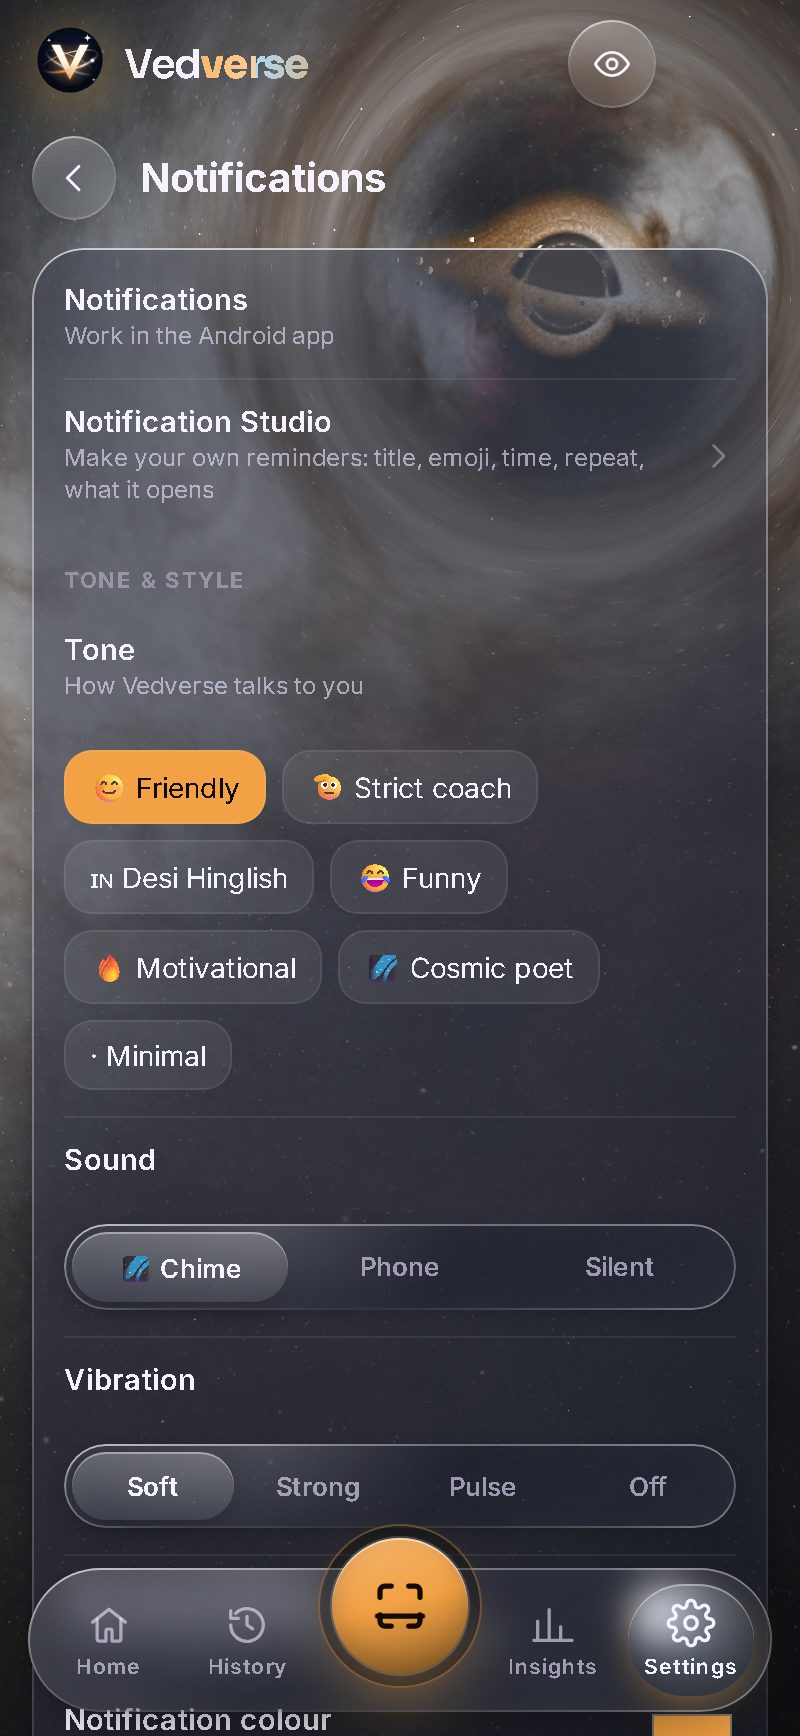 Vedverse
Notifications
Notifications
Work in the Android app
Notification Studio
Make your own reminders: title, emoji, time, repeat,
what it opens
TONE & STYLE
Tone
How Vedverse talks to you
😊 Friendly
🫡 Strict coach
IN Desi Hinglish
😂 Funny
🔥 Motivational
🌌 Cosmic poet
· Minimal
Sound
🌌 Chime
Phone
Silent
Vibration
Soft
Strong
Pulse
Off
Home
History
Insights
Settings
Notification colour